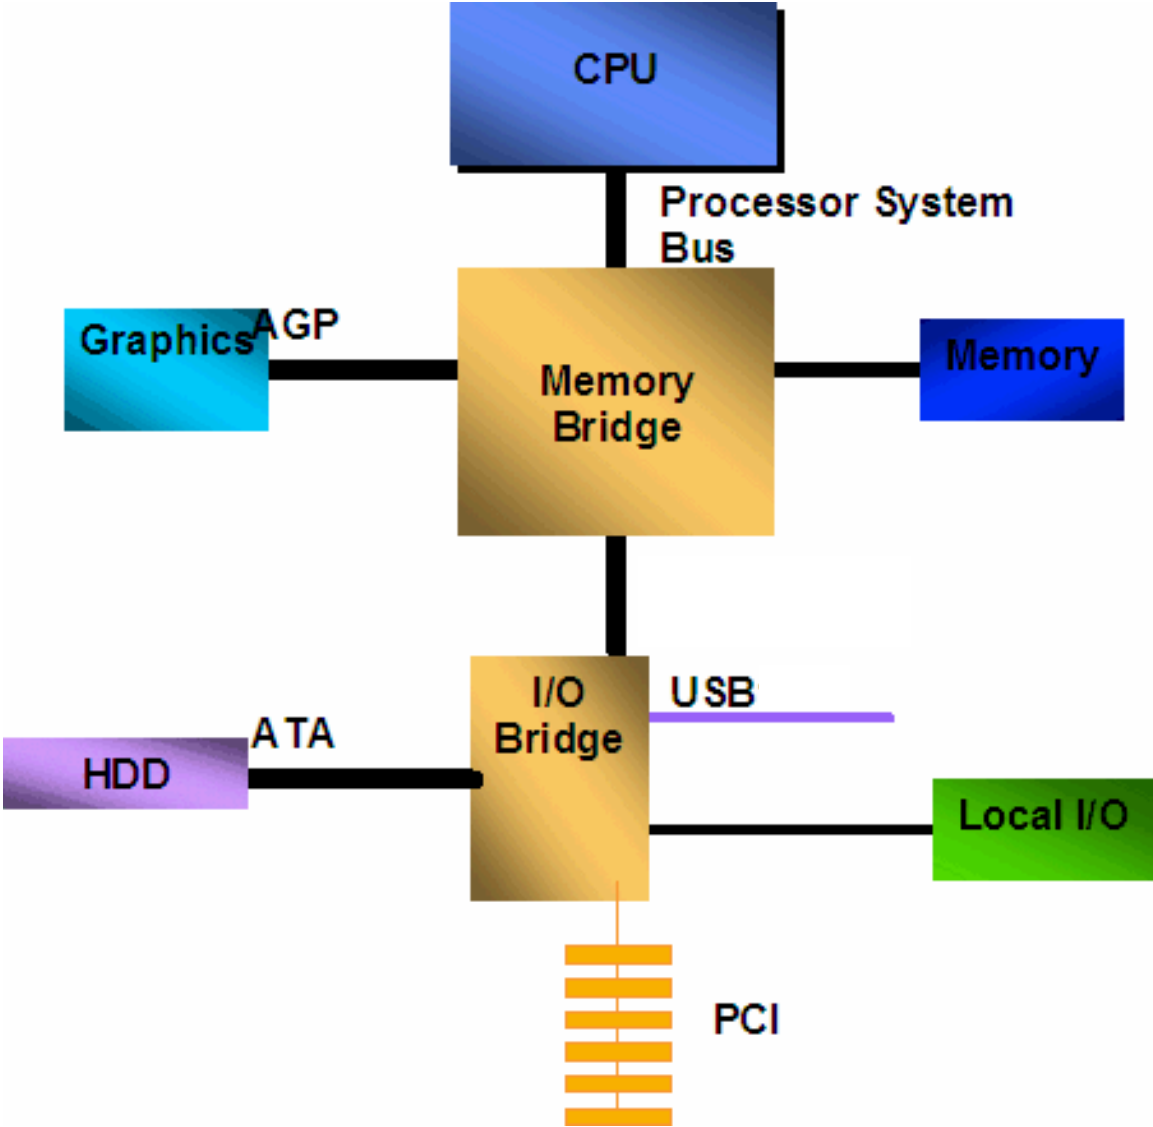 CPU
Processor System
Bus
Graphics
AGP
Memory
Bridge
Memory
I/O
Bridge
USB
ATA
HDD
Local I/O
PCI